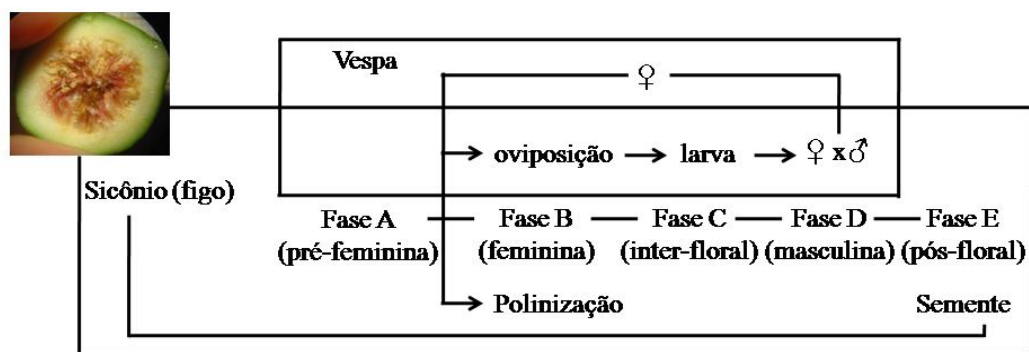 Vespa
♀
oviposição larva ♀ x ♂
Sicônio (figo)
Fase A Fase B Fase C Fase D Fase E
(pré-feminina) (feminina) (inter-floral) (masculina) (pós-floral)
Polinização Semente